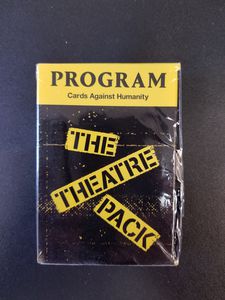 PROGRAM
Cards Against Humanity
THE
THEATRE
PACK